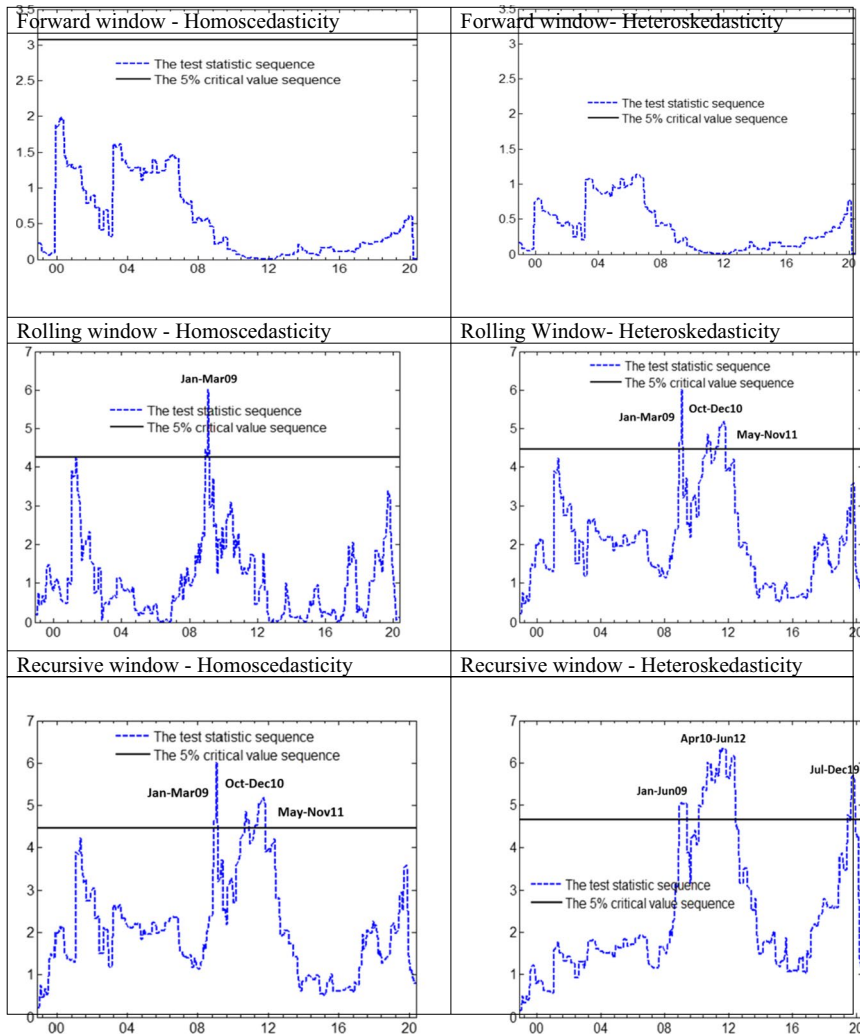 Forward window - Homoscedasticity
3.5
3
2.5
2
1.5
1
0.5
0
The test statistic sequence
The 5% critical value sequence
00 04 08 12 16 20
Forward window- Heteroskedasticity
3.5
3
2.5
2
1.5
1
0.5
0
The test statistic sequence
The 5% critical value sequence
00 04 08 12 16 20
Rolling window - Homoscedasticity
7
6
5
4
3
2
1
0
Jan-Mar09
The test statistic sequence
The 5% critical value sequence
00 04 08 12 16 20
Rolling Window- Heteroskedasticity
7
6
5
4
3
2
1
0
The test statistic sequence
The 5% critical value sequence
Jan-Mar09
Oct-Dec10
May-Nov11
00 04 08 12 16 20
Recursive window - Homoscedasticity
7
6
5
4
3
2
1
0
The test statistic sequence
The 5% critical value sequence
Jan-Mar09
Oct-Dec10
May-Nov11
00 04 08 12 16 20
Recursive window - Heteroskedasticity
7
6
5
4
3
2
1
0
Apr10-Jun12
Jan-Jun09
Jul-Dec19
The test statistic sequence
The 5% critical value sequence
00 04 08 12 16 20